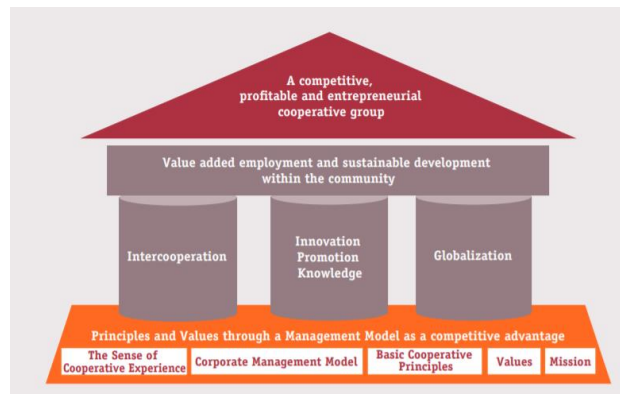 A competitive,
profitable and entrepreneurial
cooperative group
Value added employment and sustainable development
within the community
Intercooperation
Innovation
Promotion
Knowledge
Globalization
Principles and Values through a Management Model as a competitive advantage
The Sense of
Cooperative Experience
Corporate Management Model
Basic Cooperative
Principles
Values
Mission